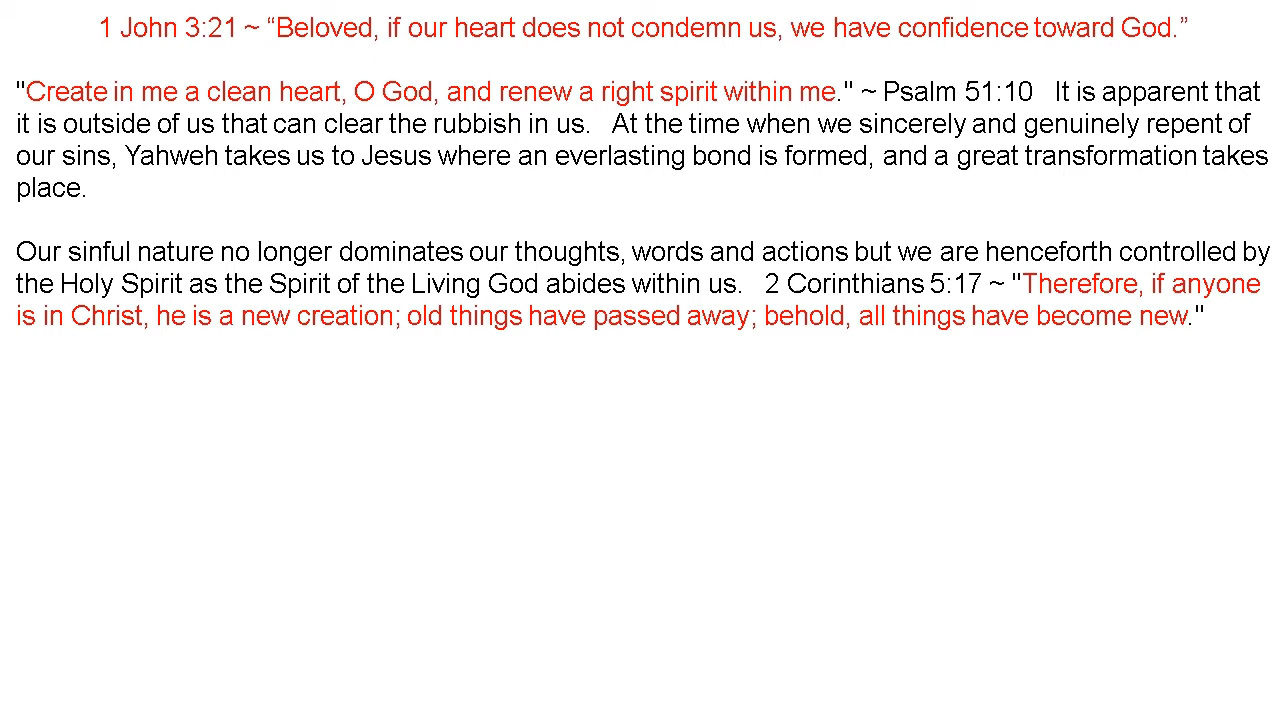 1 John 3:21 ~ “Beloved, if our heart does not condemn us, we have confidence toward God.”
"Create in me a clean heart, O God, and renew a right spirit within me." ~ Psalm 51:10   It is apparent that
it is outside of us that can clear the rubbish in us.   At the time when we sincerely and genuinely repent of
our sins, Yahweh takes us to Jesus where an everlasting bond is formed, and a great transformation takes
place.
Our sinful nature no longer dominates our thoughts, words and actions but we are henceforth controlled by
the Holy Spirit as the Spirit of the Living God abides within us.   2 Corinthians 5:17 ~ "Therefore, if anyone
is in Christ, he is a new creation; old things have passed away; behold, all things have become new."